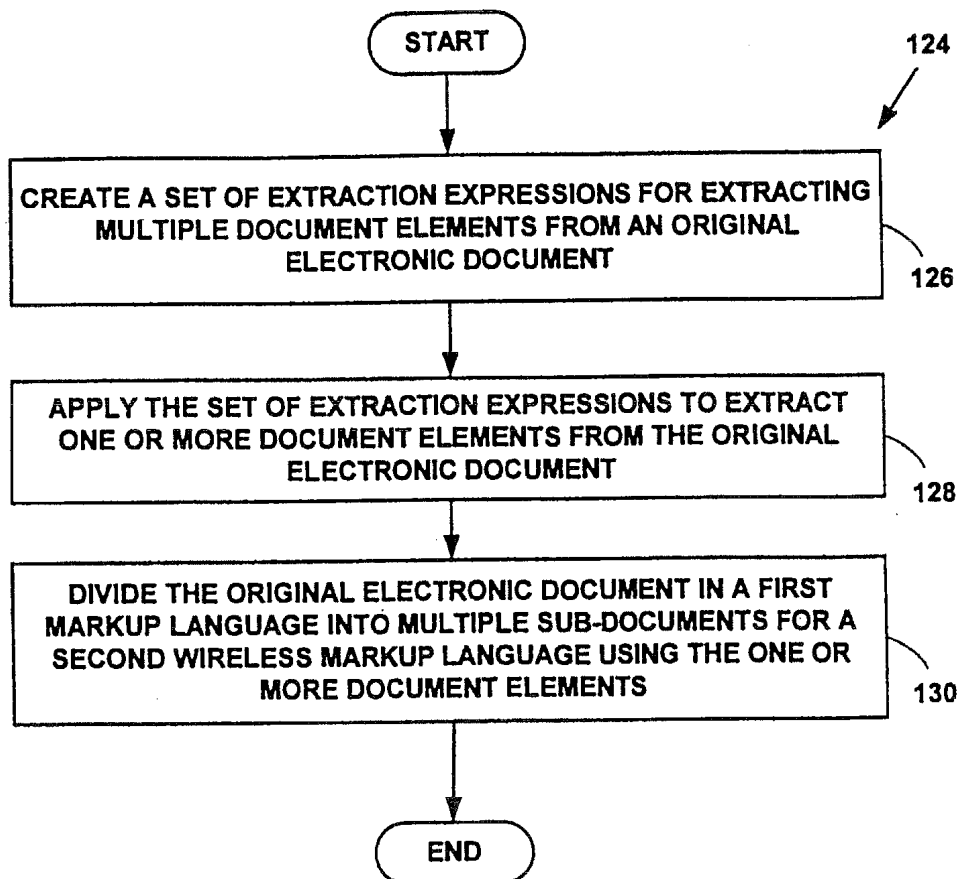 START
124
CREATE A SET OF EXTRACTION EXPRESSIONS FOR EXTRACTING
MULTIPLE DOCUMENT ELEMENTS FROM AN ORIGINAL
ELECTRONIC DOCUMENT
126
APPLY THE SET OF EXTRACTION EXPRESSIONS TO EXTRACT
ONE OR MORE DOCUMENT ELEMENTS FROM THE ORIGINAL
ELECTRONIC DOCUMENT
128
DIVIDE THE ORIGINAL ELECTRONIC DOCUMENT IN A FIRST
MARKUP LANGUAGE INTO MULTIPLE SUB-DOCUMENTS FOR A
SECOND WIRELESS MARKUP LANGUAGE USING THE ONE OR
MORE DOCUMENT ELEMENTS
130
END